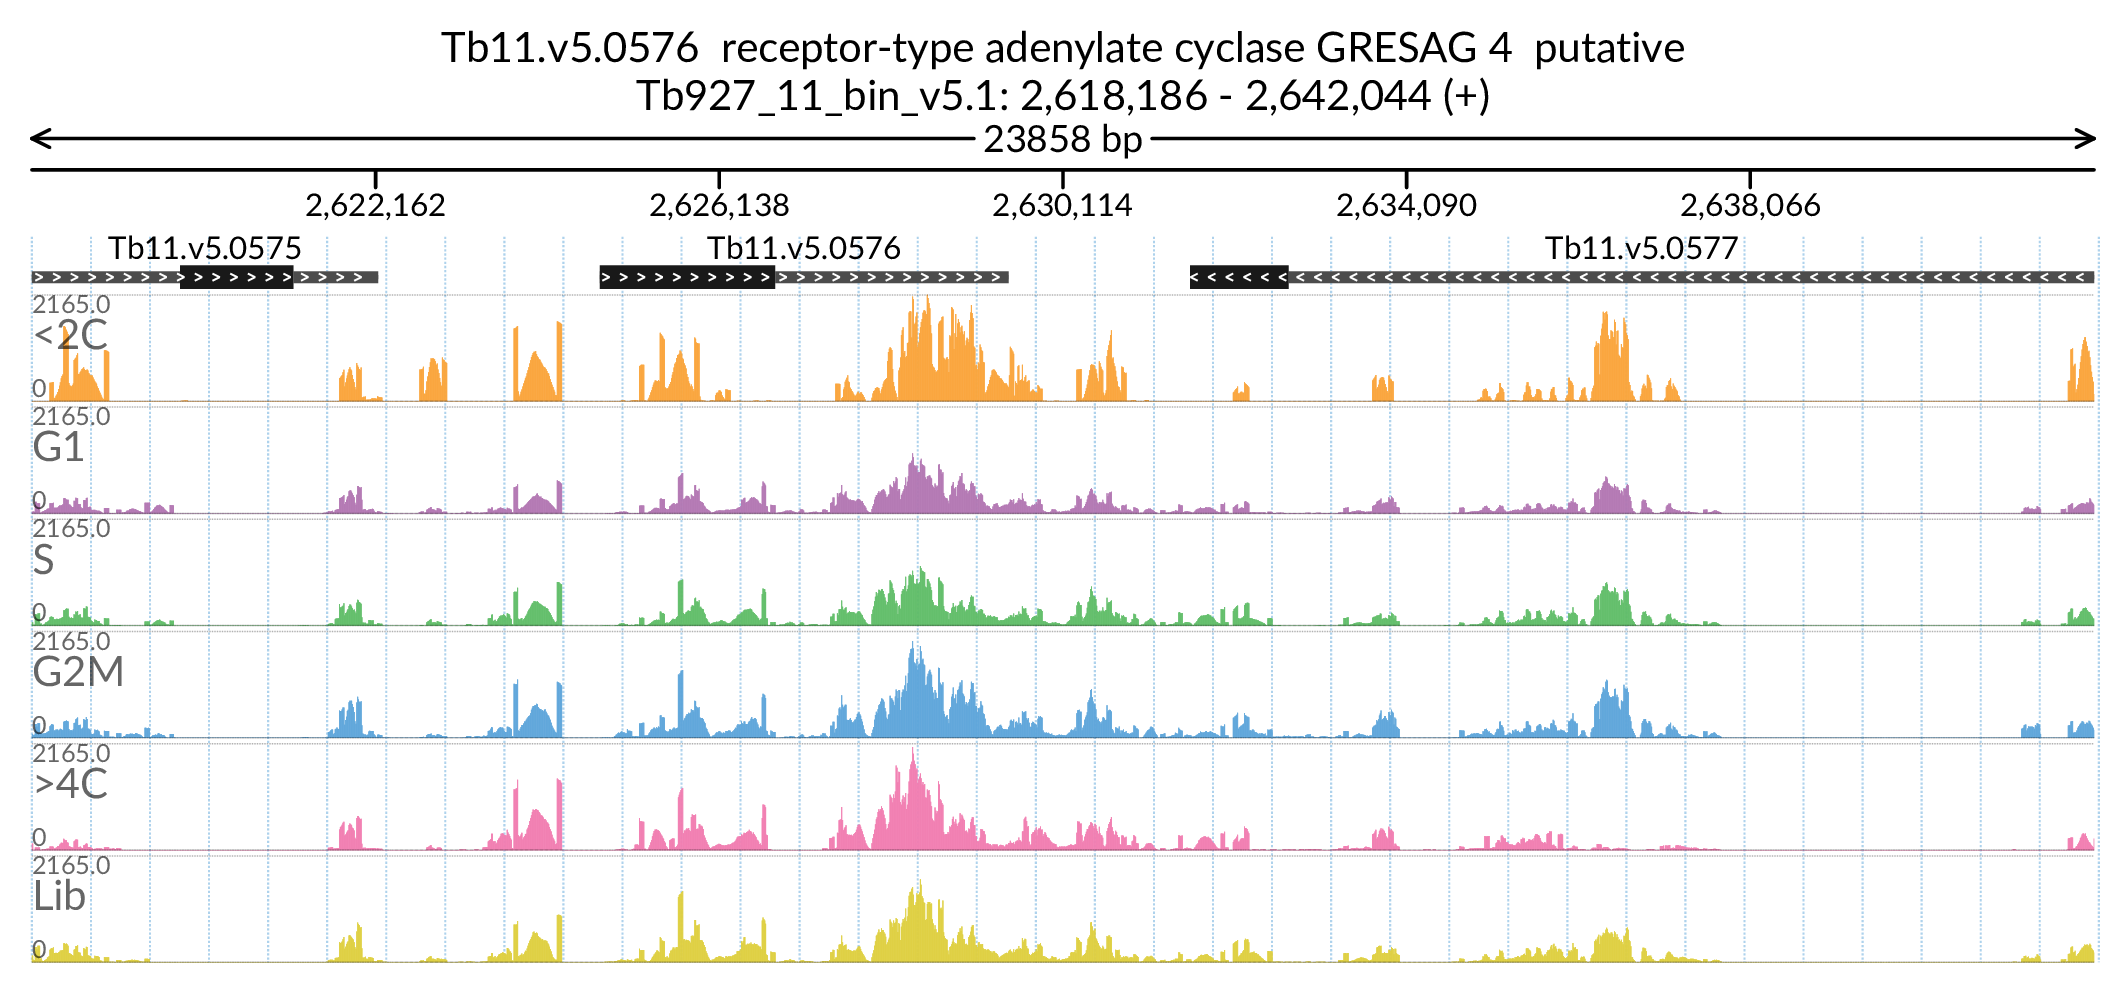 Tb11.v5.0576  receptor-type adenylate cyclase GRESAG 4  putative
Tb927_11_bin_v5.1: 2,618,186 - 2,642,044 (+)
23858 bp
2,622,162 2,626,138 2,630,114 2,634,090 2,638,066
Tb11.v5.0575 Tb11.v5.0576 Tb11.v5.0577
2165.0
<2C
0
2165.0
G1
0
2165.0
S
0
2165.0
G2M
0
2165.0
>4C
0
2165.0
Lib
0